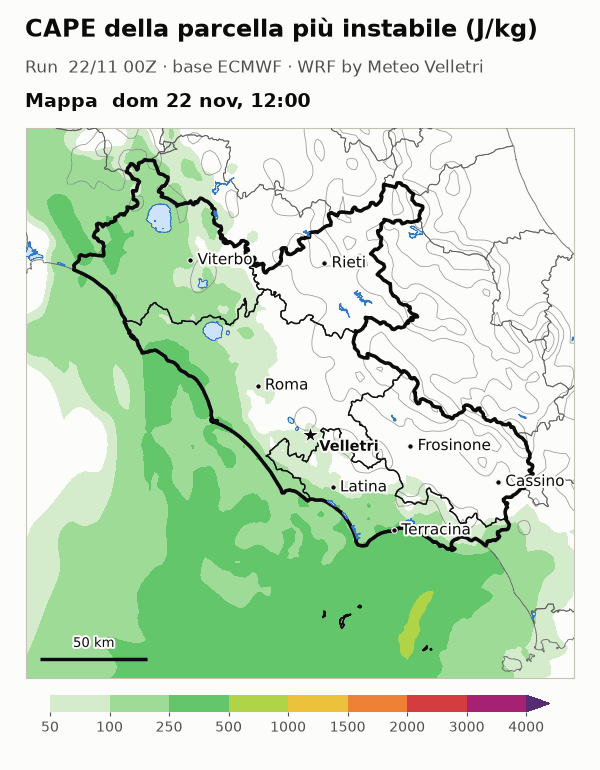 CAPE della parcella più instabile (J/kg)
Run 22/11 00Z · base ECMWF · WRF by Meteo Velletri
Mappa dom 22 nov, 12:00
Viterbo
Rieti
Roma
Velletri
Frosinone
Cassino
Latina
Terracina
50 km
50 100 250 500 1000 1500 2000 3000 4000